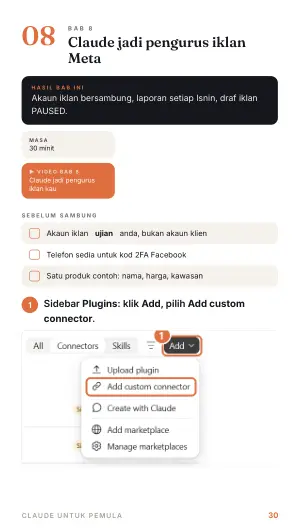 08
BAB 8
Claude jadi pengurus iklan
Meta
HASIL BAB INI
Akaun iklan bersambung, laporan setiap Isnin, draf iklan
PAUSED.
MASA
30 minit
▶ VIDEO BAB 8
Claude jadi pengurus
iklan kau
SEBELUM SAMBUNG
Akaun iklan ujian anda, bukan akaun klien
Telefon sedia untuk kod 2FA Facebook
Satu produk contoh: nama, harga, kawasan
1 Sidebar Plugins: klik Add, pilih Add custom
connector.
1
All Connectors Skills Add
Upload plugin
Add custom connector
Create with Claude
Add marketplace
Manage marketplaces
CLAUDE UNTUK PEMULA 30